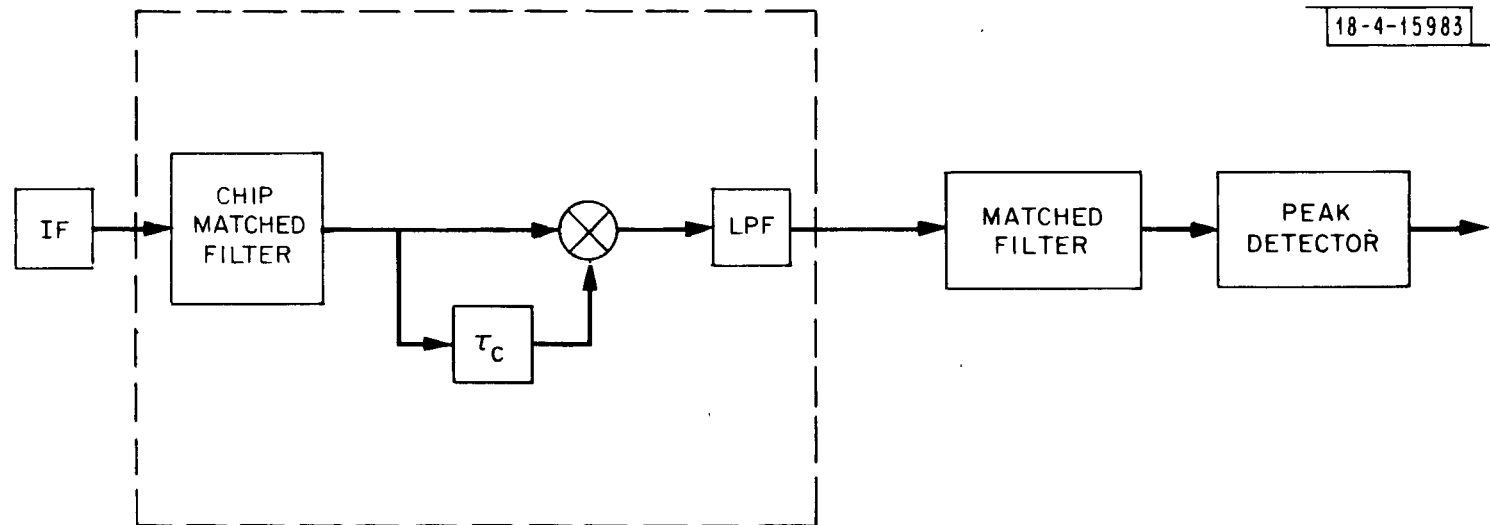 18-4-15983
IF
CHIP
MATCHED
FILTER
LPF
MATCHED
FILTER
PEAK
DETECTOR
τC